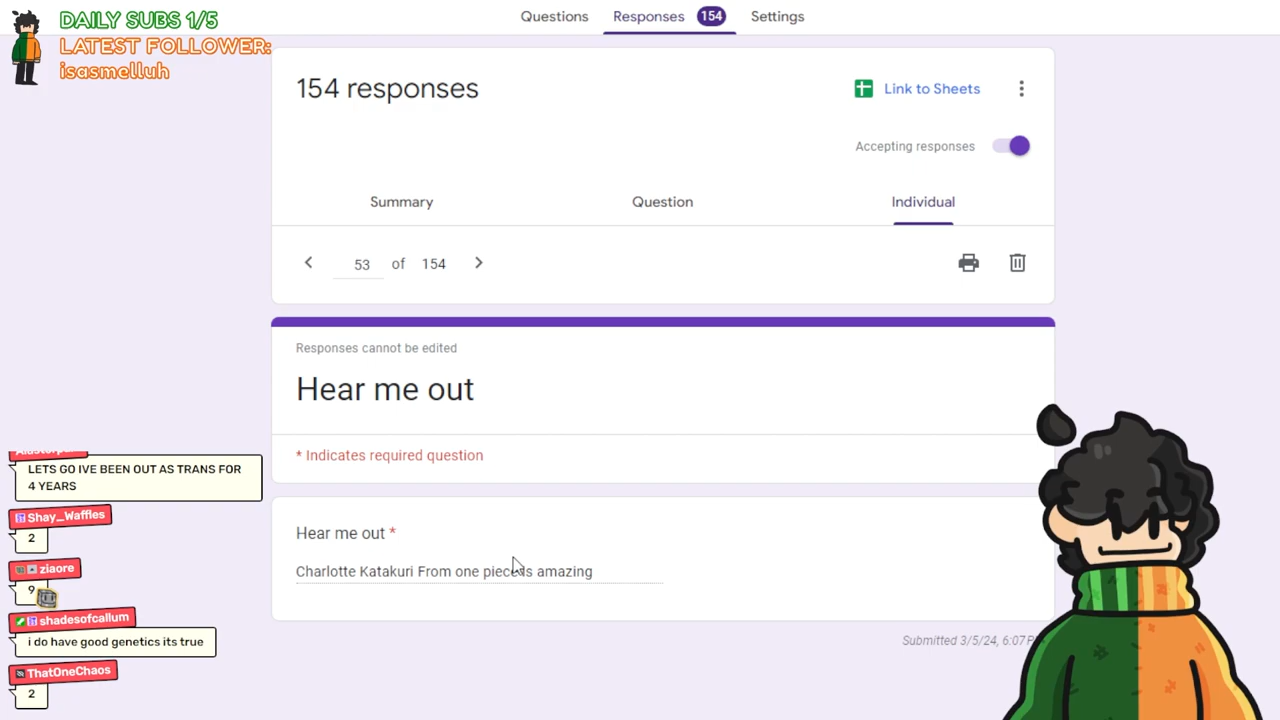 DAILY SUBS 1/5
LATEST FOLLOWER:
isasmelluh
Questions
Responses 154
Settings
154 responses
Link to Sheets
Accepting responses
Summary
Question
Individual
53 of 154
Responses cannot be edited
Hear me out
* Indicates required question
Hear me out *
Charlotte Katakuri From one piece is amazing
Submitted 3/5/24, 6:07
LETS GO IVE BEEN OUT AS TRANS FOR
4 YEARS
Shay_Waffles
2
ziaore
9
shadesofcallum
i do have good genetics its true
ThatOneChaos
2